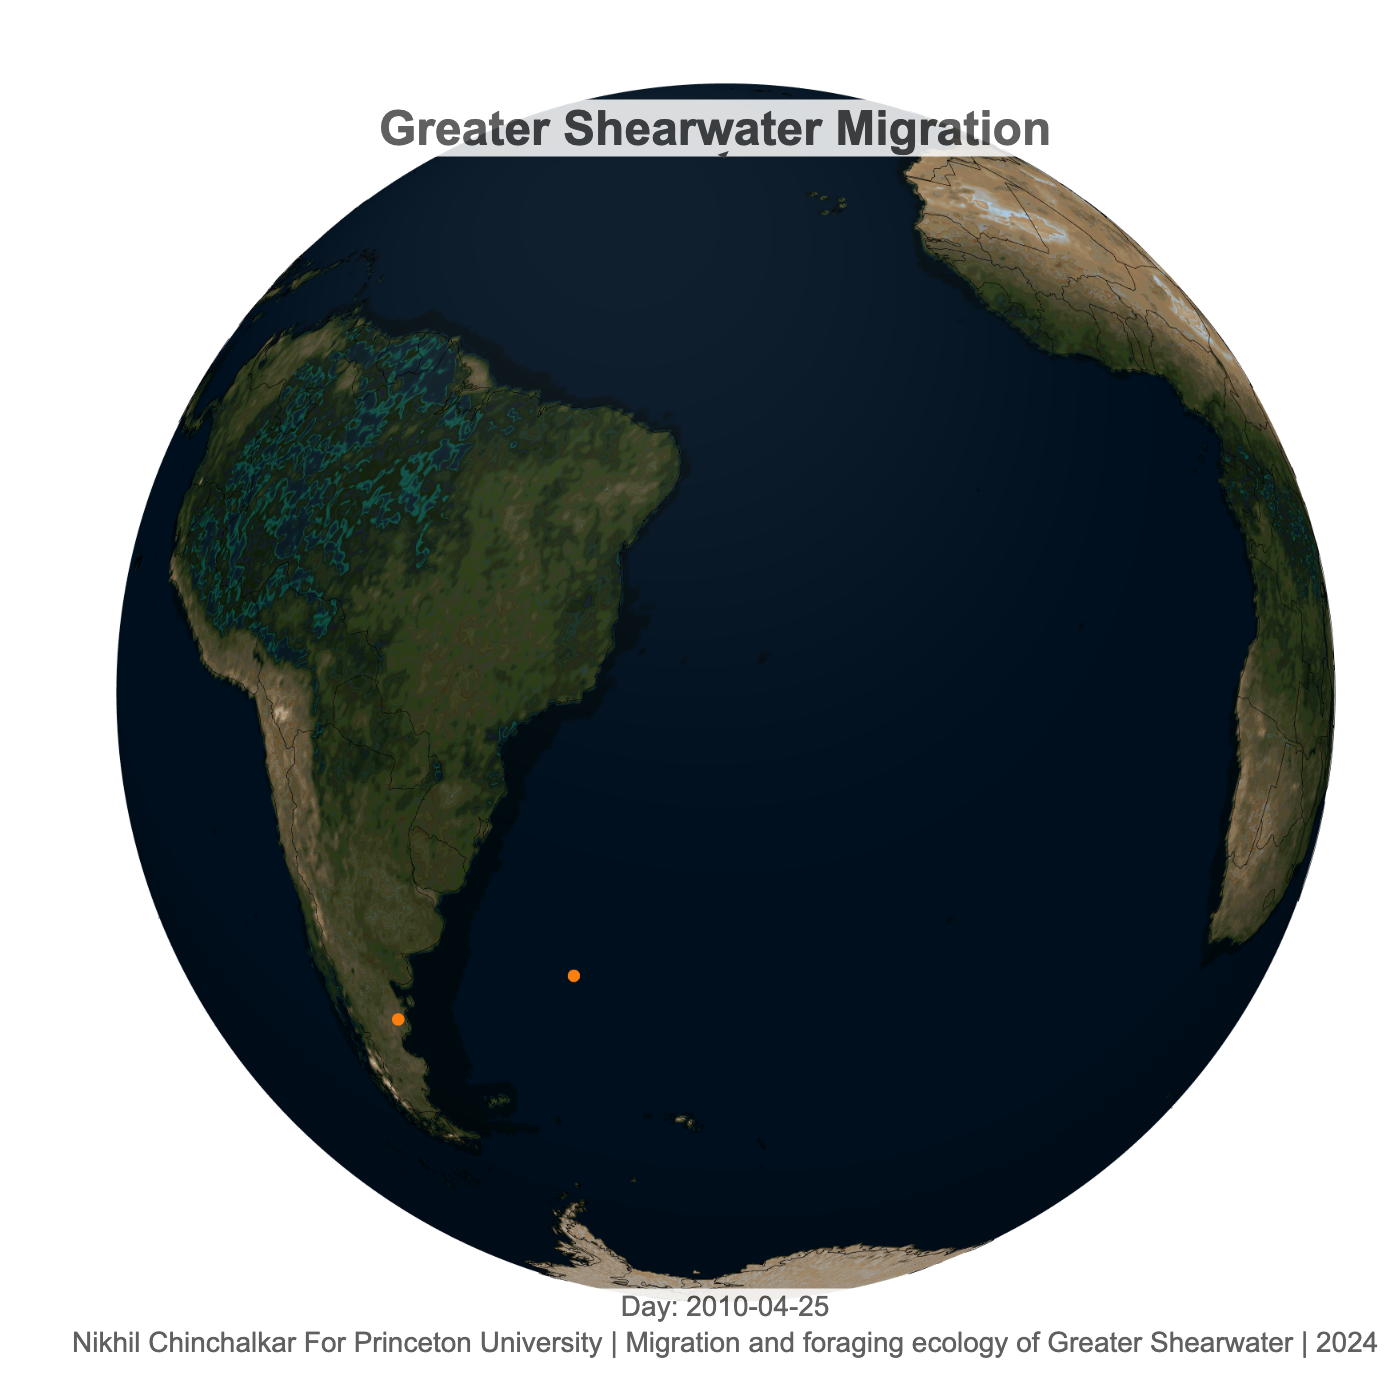 Greater Shearwater Migration
Day: 2010-04-25
Nikhil Chinchalkar For Princeton University | Migration and foraging ecology of Greater Shearwater | 2024